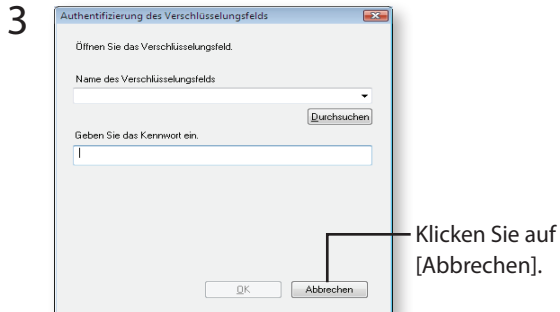 3
Authentifizierung des Verschlüsselungsfelds
Öffnen Sie das Verschlüsselungsfeld.
Name des Verschlüsselungsfelds
Durchsuchen
Geben Sie das Kennwort ein.
Klicken Sie auf
[Abbrechen].
OK Abbrechen